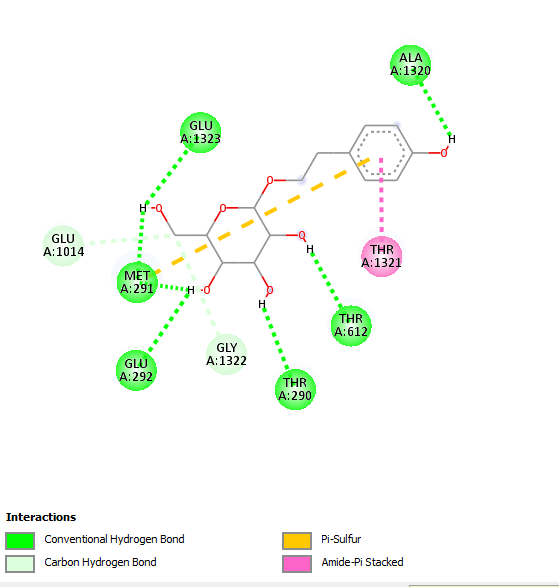 ALA
A:1320
GLU
A:1323
H
O
H
O
O
O
GLU
A:1014
THR
A:1321
O
H
MET
A:291
H
O
O
H
THR
A:612
GLU
A:292
GLY
A:1322
THR
A:290
Interactions
Conventional Hydrogen Bond
Pi-Sulfur
Carbon Hydrogen Bond
Amide-Pi Stacked